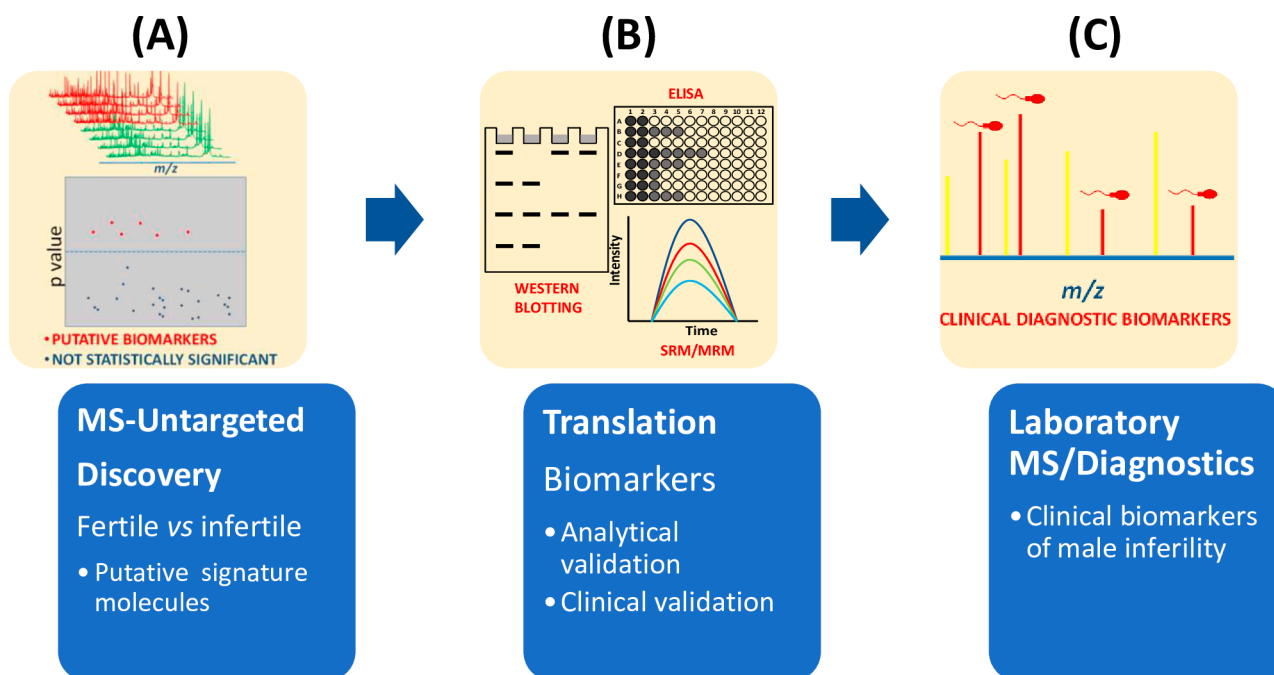 (A)
(B)
(C)
m/z
p value
•PUTATIVE BIOMARKERS
•NOT STATISTICALLY SIGNIFICANT
ELISA
1 2 3 4 5 6 7 8 9 10 11 12
A
B
C
D
E
F
G
H
WESTERN
BLOTTING
Intensity
Time
SRM/MRM
m/z
CLINICAL DIAGNOSTIC BIOMARKERS
MS-Untargeted
Discovery
Fertile vs infertile
• Putative signature
molecules
Translation
Biomarkers
• Analytical
validation
• Clinical validation
Laboratory
MS/Diagnostics
• Clinical biomarkers
of male inferility